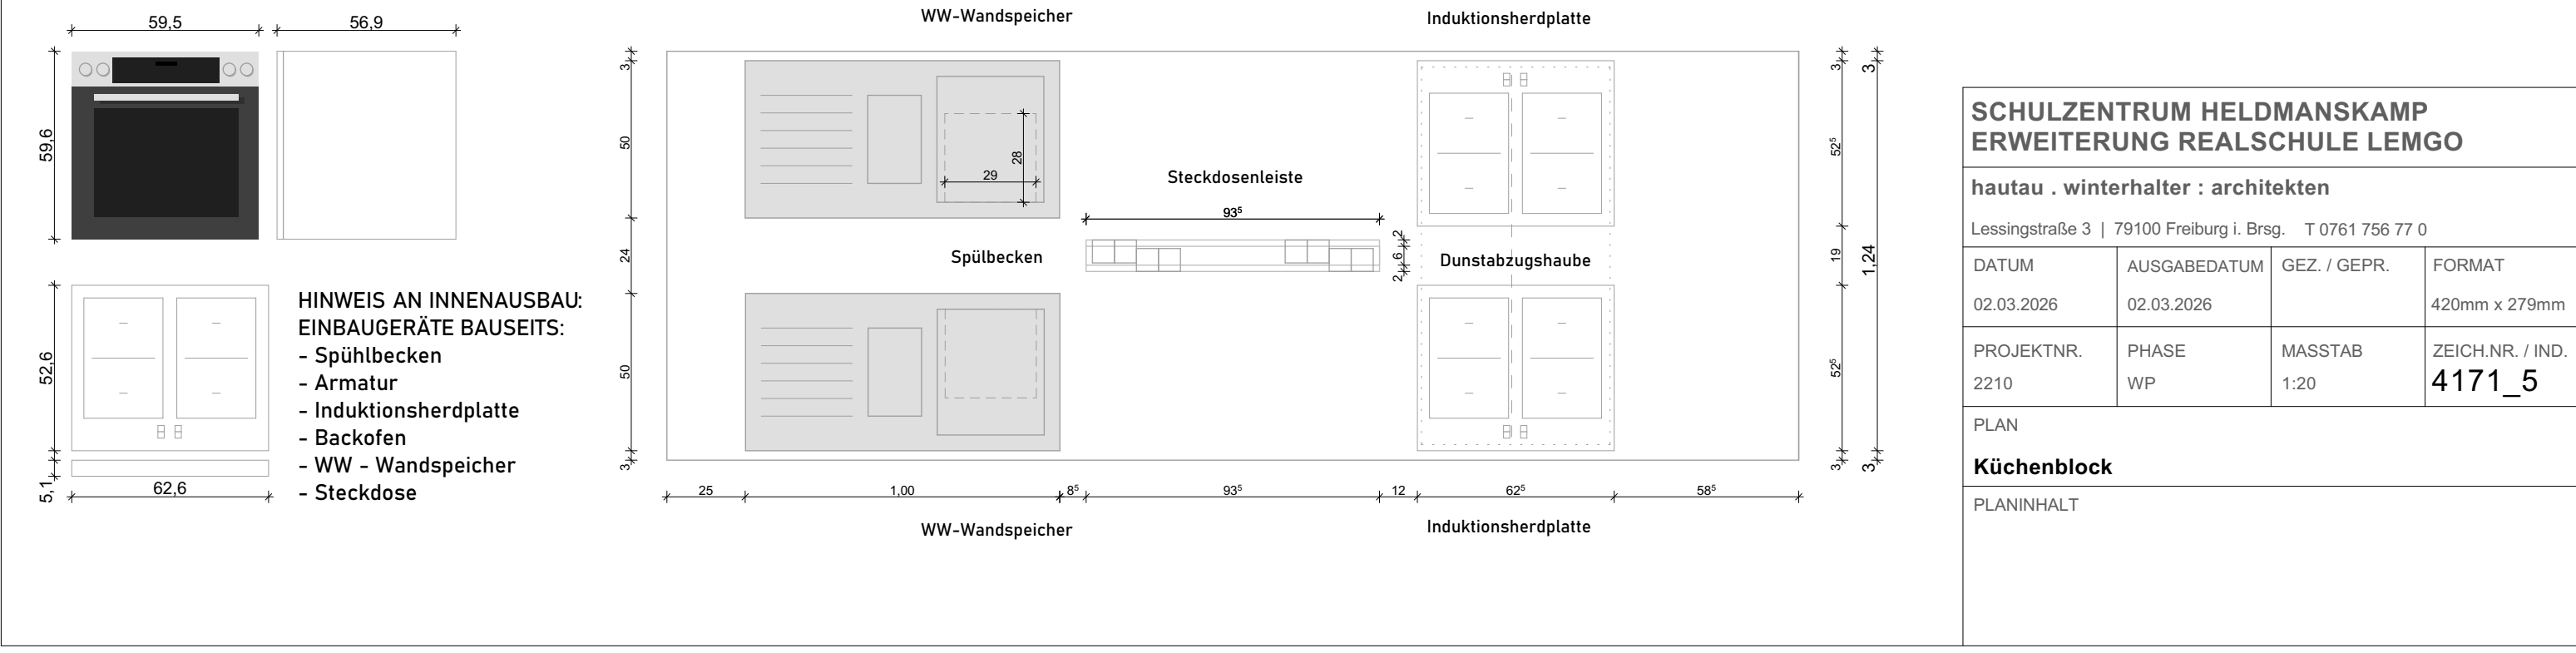 59,5
56,9
59,6
52,6
5,1
62,6
HINWEIS AN INNENAUSBAU:
EINBAUGERÄTE BAUSEITS:
- Spühlbecken
- Armatur
- Induktionsherdplatte
- Backofen
- WW - Wandspeicher
- Steckdose
WW-Wandspeicher
Induktionsherdplatte
3
50
24
50
3
28
29
Steckdosenleiste
93⁵
2
6
2
Spülbecken
Dunstabzugshaube
3
52⁵
19
52⁵
3
3
1,24
3
25
1,00
8⁵
93⁵
12
62⁵
58⁵
WW-Wandspeicher
Induktionsherdplatte
SCHULZENTRUM HELDMANSKAMP
ERWEITERUNG REALSCHULE LEMGO
hautau . winterhalter : architekten
Lessingstraße 3 | 79100 Freiburg i. Brsg. T 0761 756 77 0
DATUM AUSGABEDATUM GEZ. / GEPR. FORMAT
02.03.2026 02.03.2026 420mm x 279mm
PROJEKTNR. PHASE MASSTAB ZEICH.NR. / IND.
2210 WP 1:20 4171_5
PLAN
Küchenblock
PLANINHALT